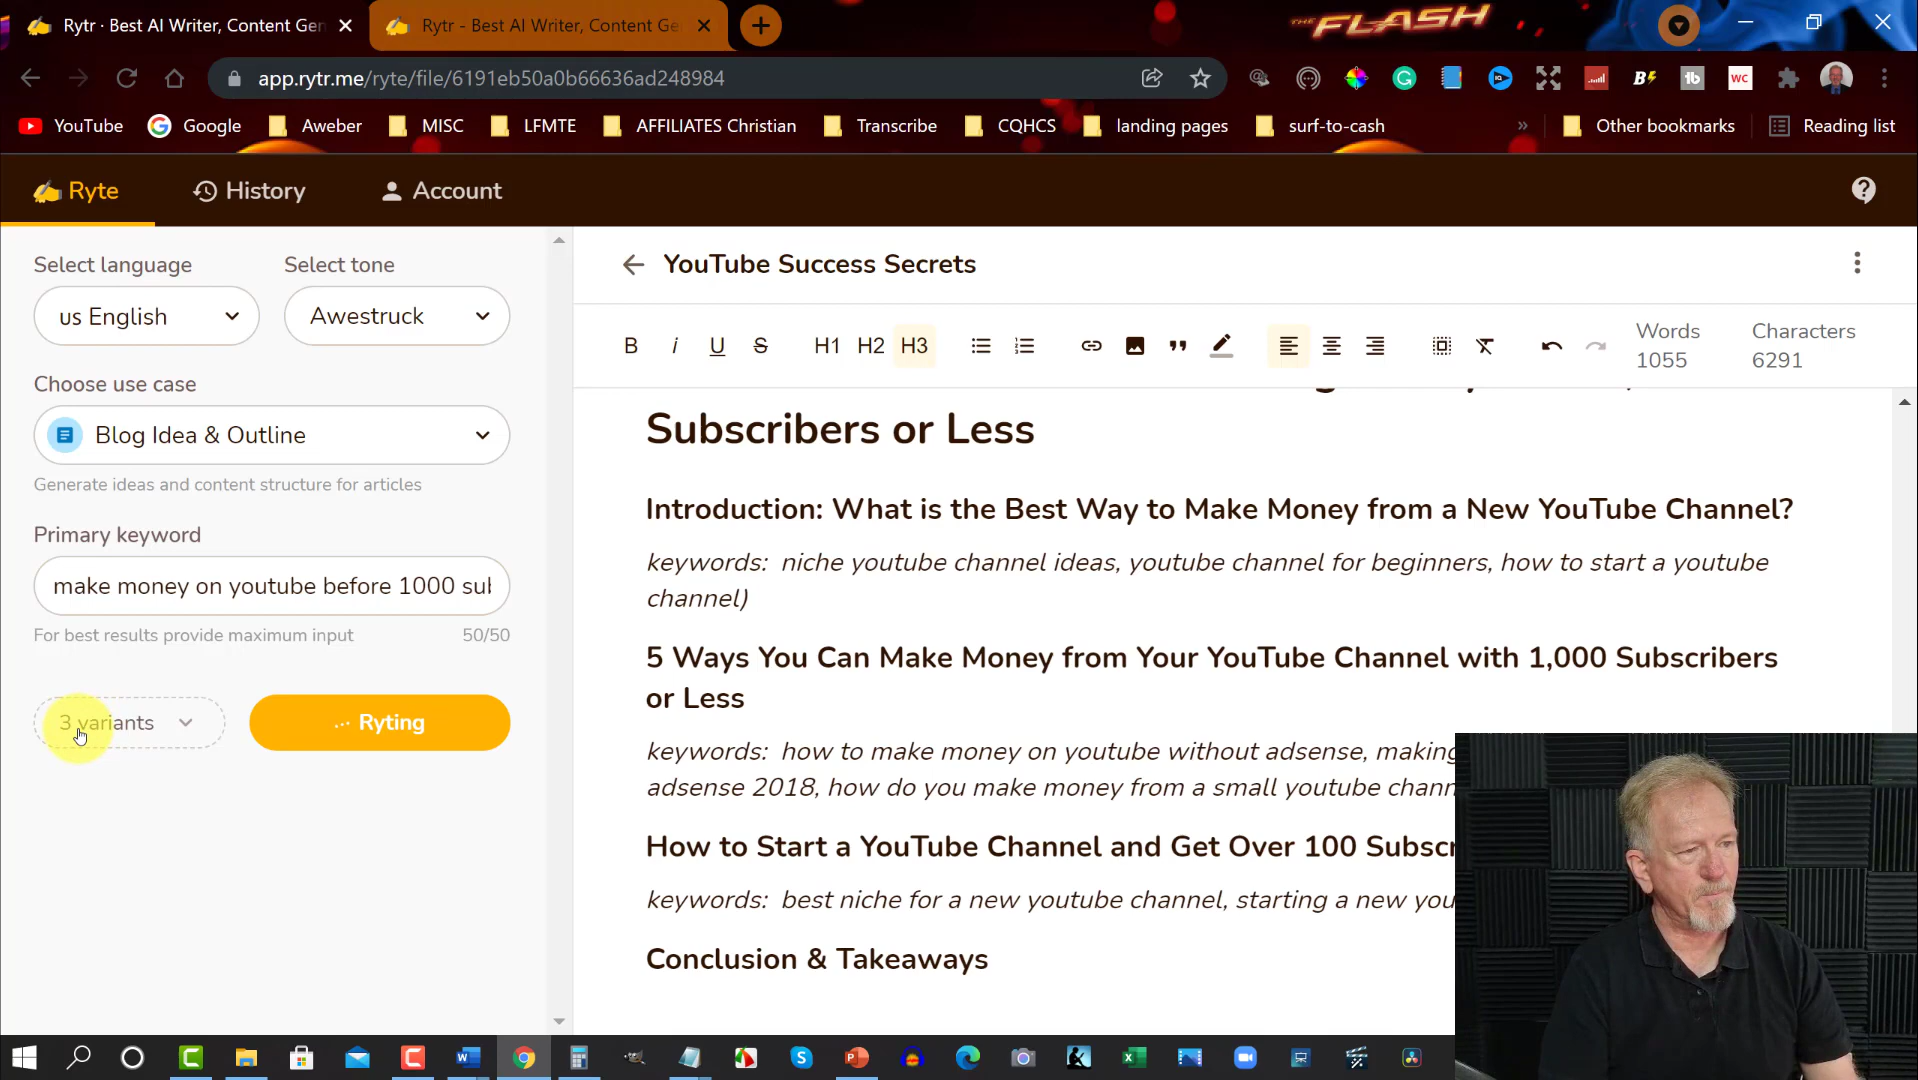 Rytr · Best AI Writer, Content Gen
Rytr - Best AI Writer, Content Ge
THE FLASH
app.rytr.me/ryte/file/6191eb50a0b66636ad248984
YouTube
Google
Aweber
MISC
LFMTE
AFFILIATES Christian
Transcribe
CQHCS
landing pages
surf-to-cash
»
Other bookmarks
Reading list
Ryte
History
Account
Select language
Select tone
us English
Awestruck
Choose use case
Blog Idea & Outline
Generate ideas and content structure for articles
Primary keyword
make money on youtube before 1000 sub
For best results provide maximum input
50/50
3 variants
Ryting
YouTube Success Secrets
B i U S H1 H2 H3
Words
1055
Characters
6291
Subscribers or Less
Introduction: What is the Best Way to Make Money from a New YouTube Channel?
keywords: niche youtube channel ideas, youtube channel for beginners, how to start a youtube
channel)
5 Ways You Can Make Money from Your YouTube Channel with 1,000 Subscribers
or Less
keywords: how to make money on youtube without adsense, making
adsense 2018, how do you make money from a small youtube chann
How to Start a YouTube Channel and Get Over 100 Subscr
keywords: best niche for a new youtube channel, starting a new you
Conclusion & Takeaways